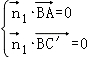 { n₁⃗ · BA⃗ = 0
n₁⃗ · BC′⃗ = 0